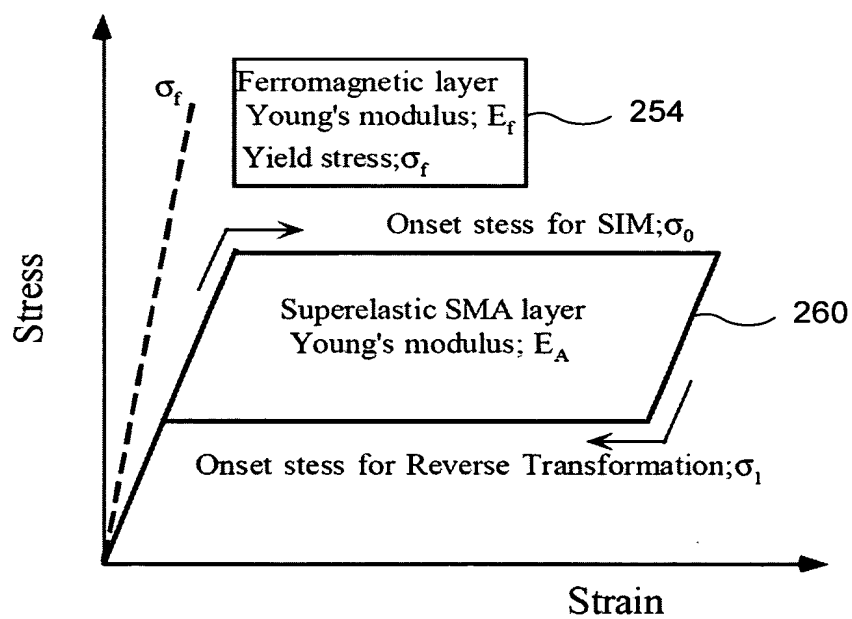 σf
Ferromagnetic layer
Young's modulus; Ef
Yield stress;σf
254
Onset stess for SIM;σ0
Superelastic SMA layer
Young's modulus; EA
260
Onset stess for Reverse Transformation;σ1
Stress
Strain